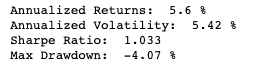 Annualized Returns:  5.6 %
Annualized Volatility:  5.42 %
Sharpe Ratio:  1.033
Max Drawdown:  -4.07 %